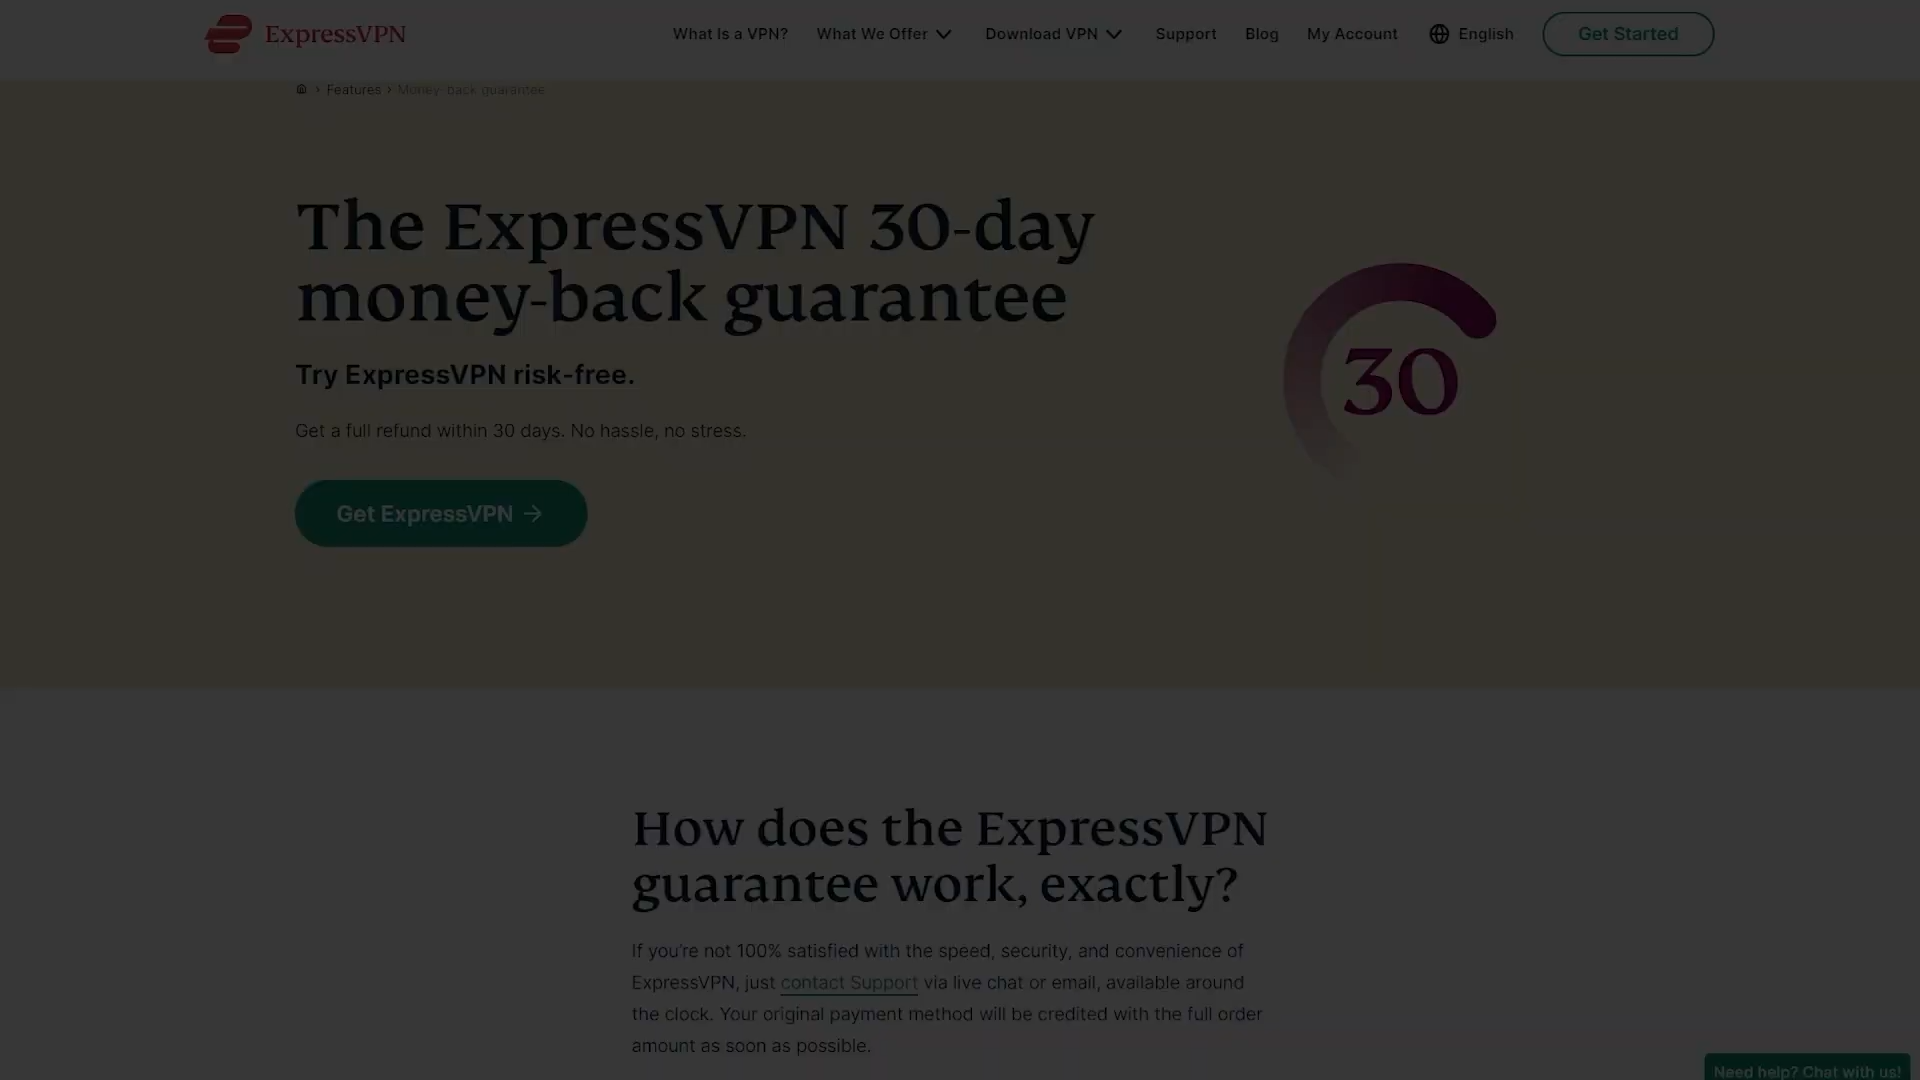 ExpressVPN
What Is a VPN? What We Offer Download VPN Support Blog My Account English Get Started
Features › Money-back guarantee
The ExpressVPN 30-day
money-back guarantee
Try ExpressVPN risk-free.
Get a full refund within 30 days. No hassle, no stress.
Get ExpressVPN →
30
How does the ExpressVPN
guarantee work, exactly?
If you're not 100% satisfied with the speed, security, and convenience of
ExpressVPN, just contact Support via live chat or email, available around
the clock. Your original payment method will be credited with the full order
amount as soon as possible.
Need help? Chat with us!